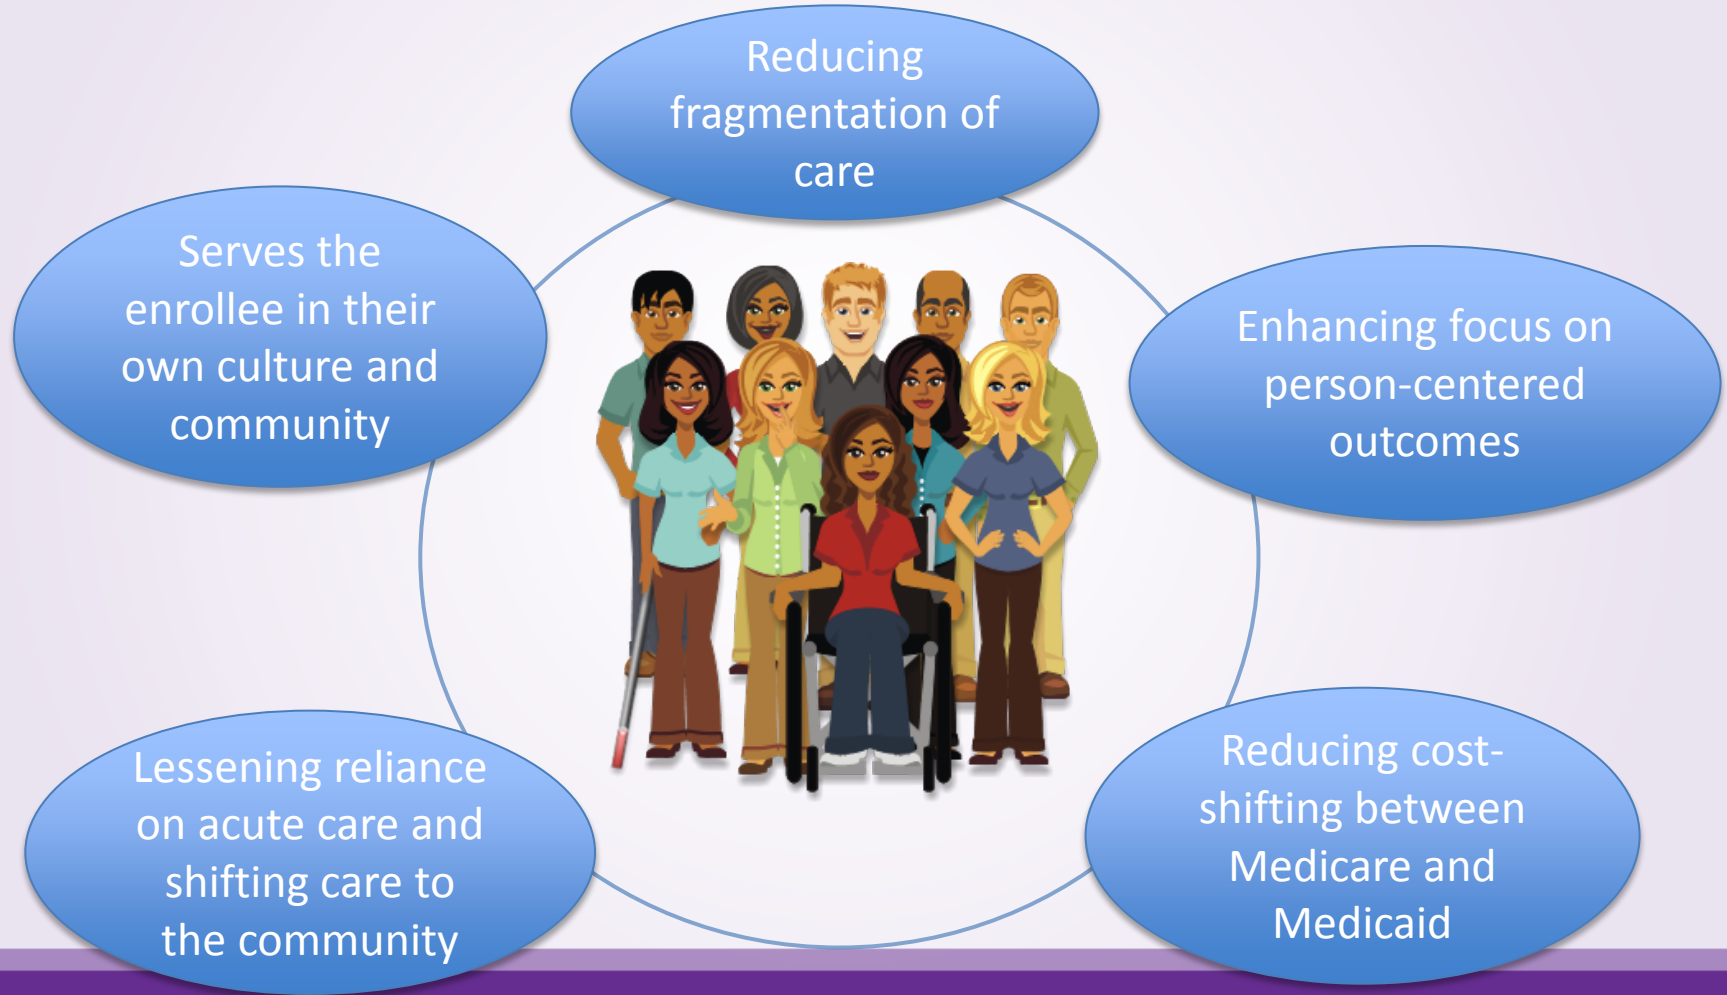 Reducing
fragmentation of
care
Serves the
enrollee in their
own culture and
community
Enhancing focus on
person-centered
outcomes
Lessening reliance
on acute care and
shifting care to
the community
Reducing cost-
shifting between
Medicare and
Medicaid